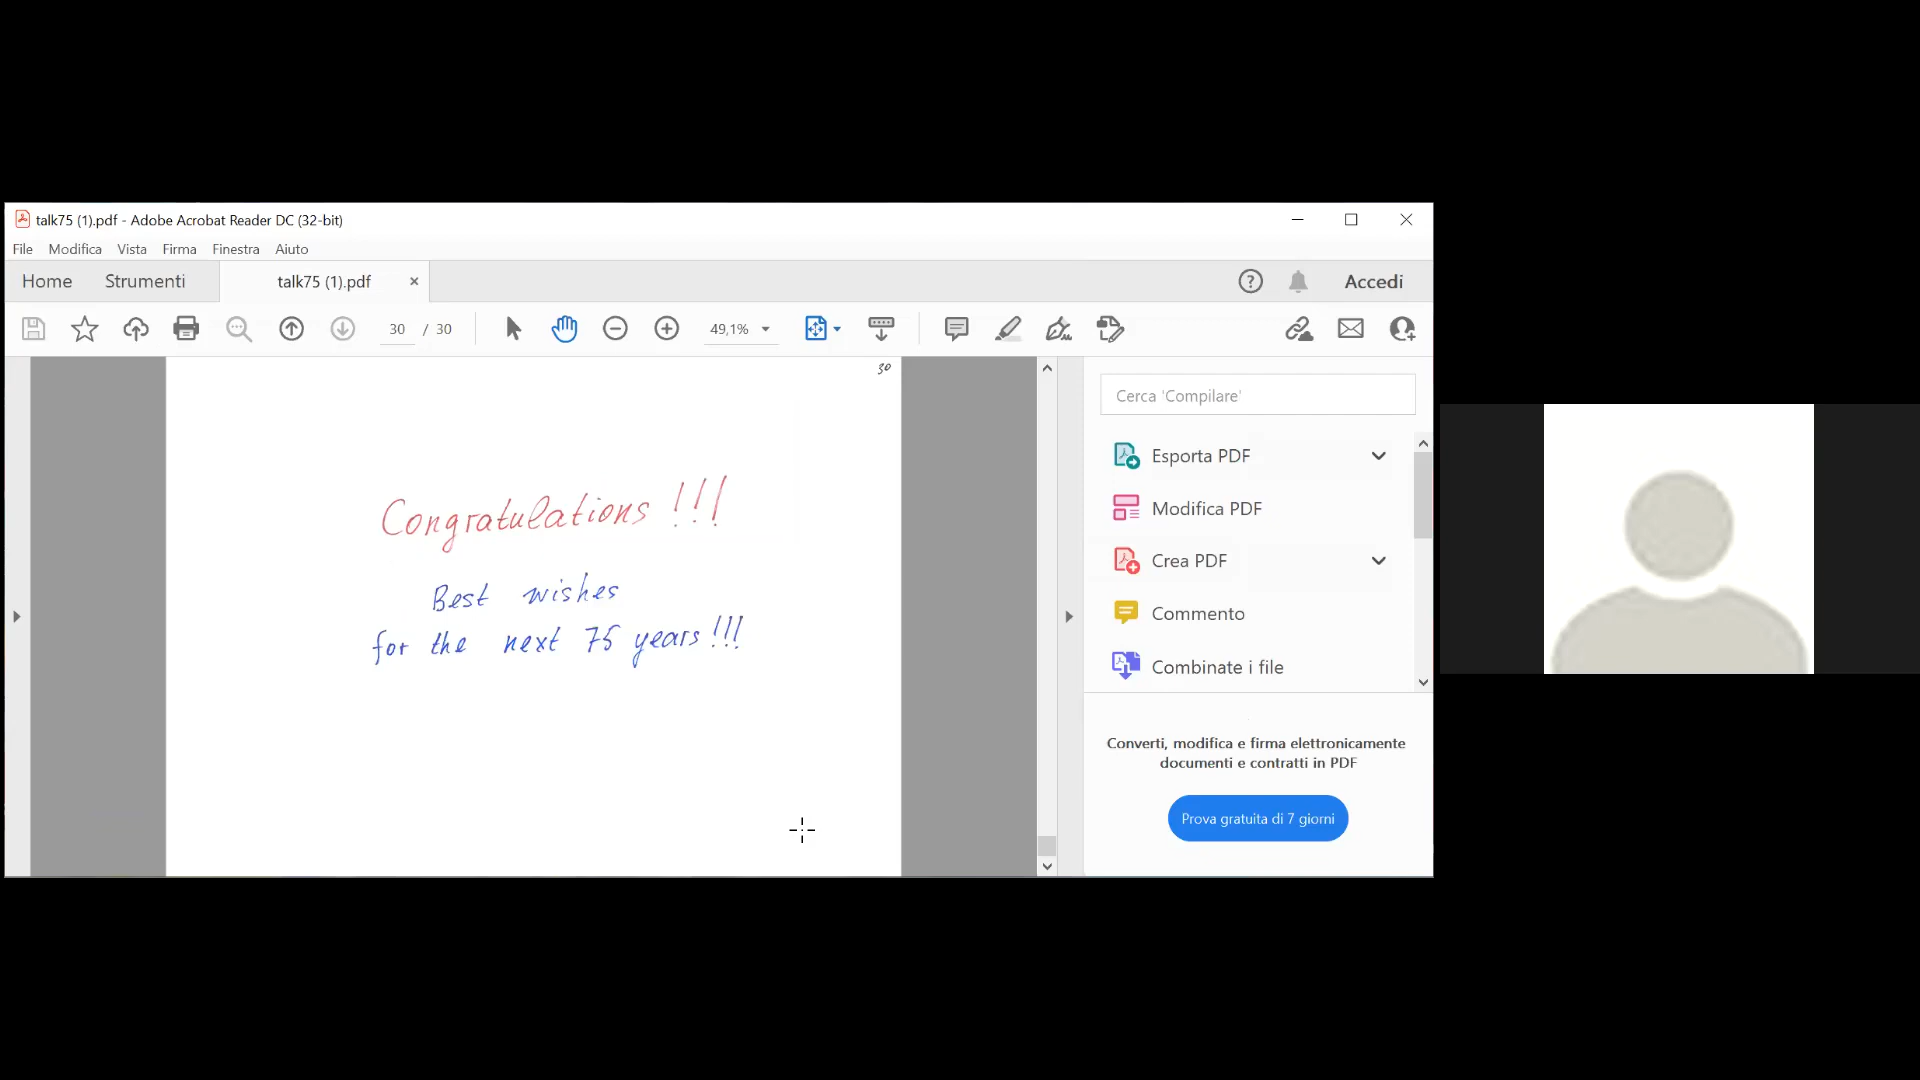 talk75 (1).pdf - Adobe Acrobat Reader DC (32-bit)
File Modifica Vista Firma Finestra Aiuto
Home Strumenti talk75 (1).pdf × Accedi
30 / 30 49,1%
30
Congratulations !!!
Best wishes
for the next 75 years!!!
Cerca 'Compilare'
Esporta PDF
Modifica PDF
Crea PDF
Commento
Combinate i file
Converti, modifica e firma elettronicamente
documenti e contratti in PDF
Prova gratuita di 7 giorni